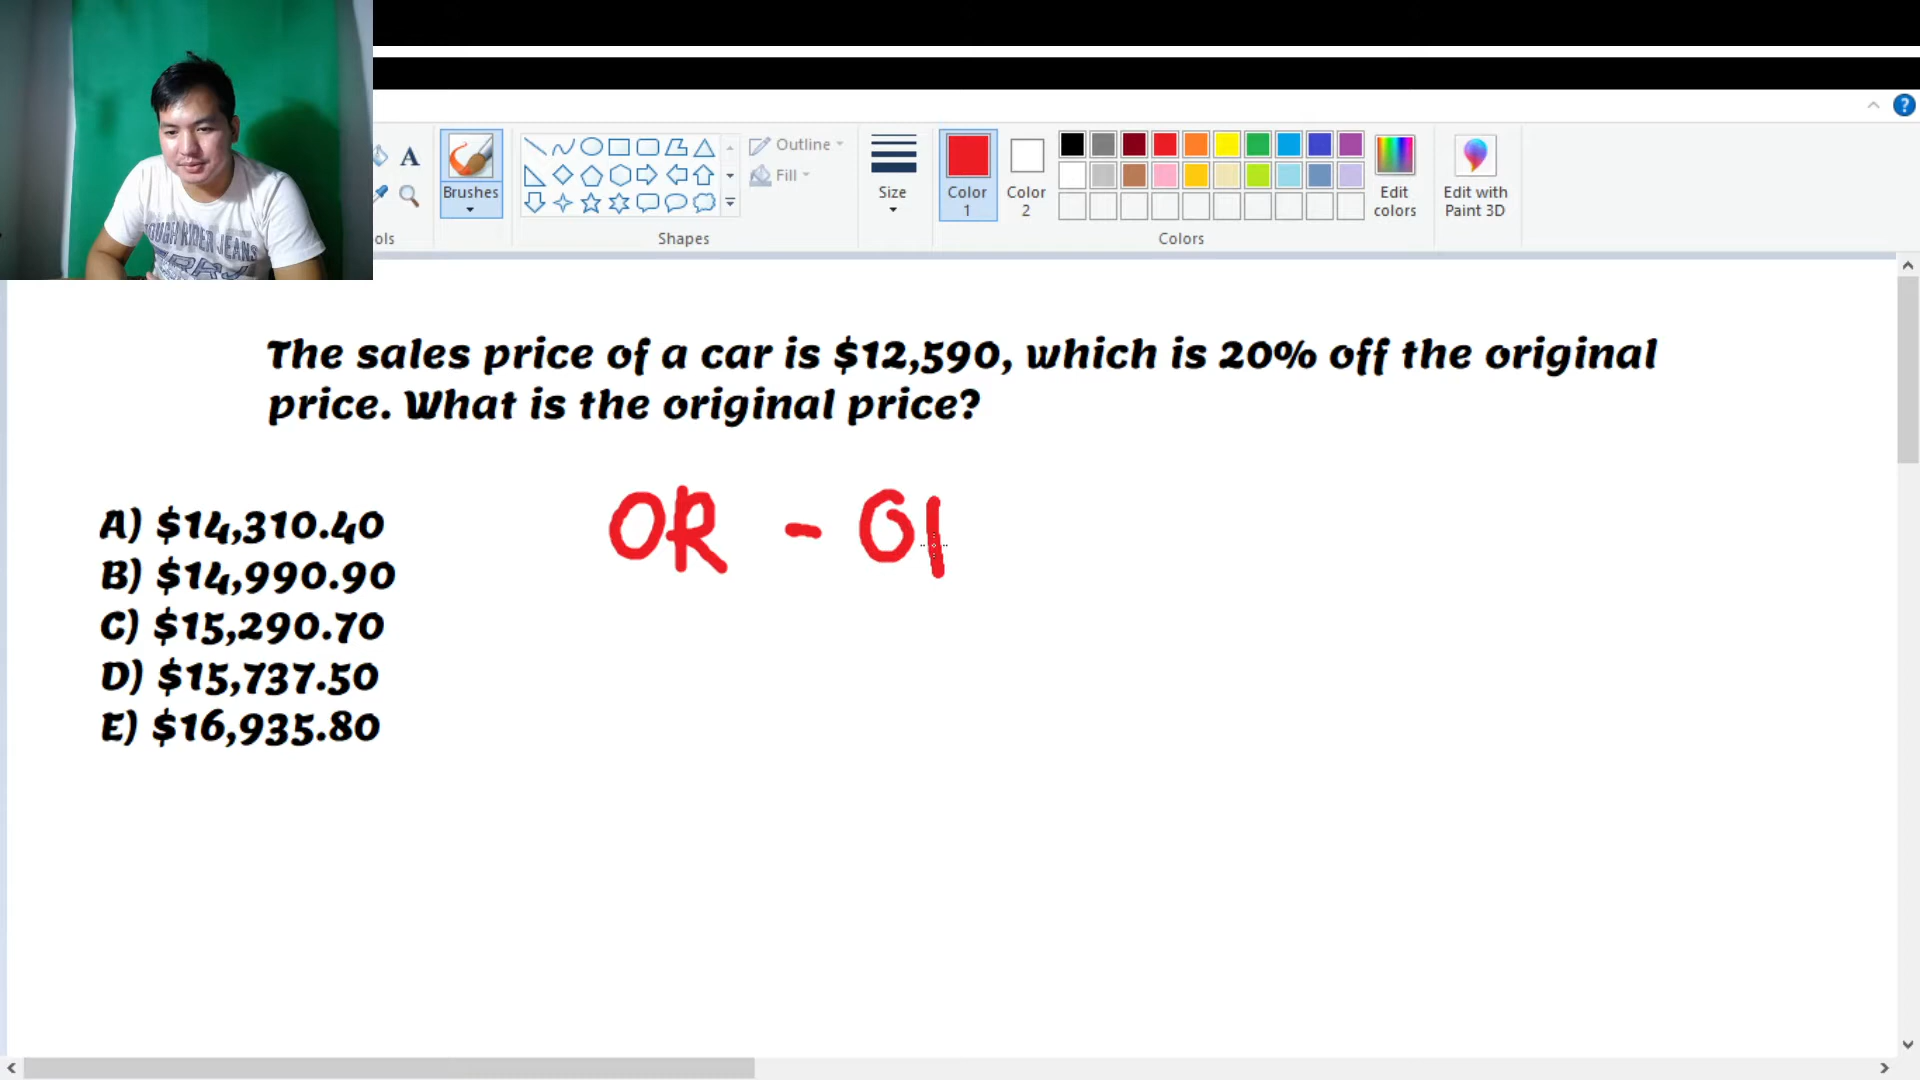 Outline
Fill
Brushes
Size
Color 1
Color 2
Edit colors
Edit with Paint 3D
ols
Shapes
Colors
The sales price of a car is $12,590, which is 20% off the original
price. What is the original price?
A) $14,310.40
B) $14,990.90
C) $15,290.70
D) $15,737.50
E) $16,935.80
OR - O